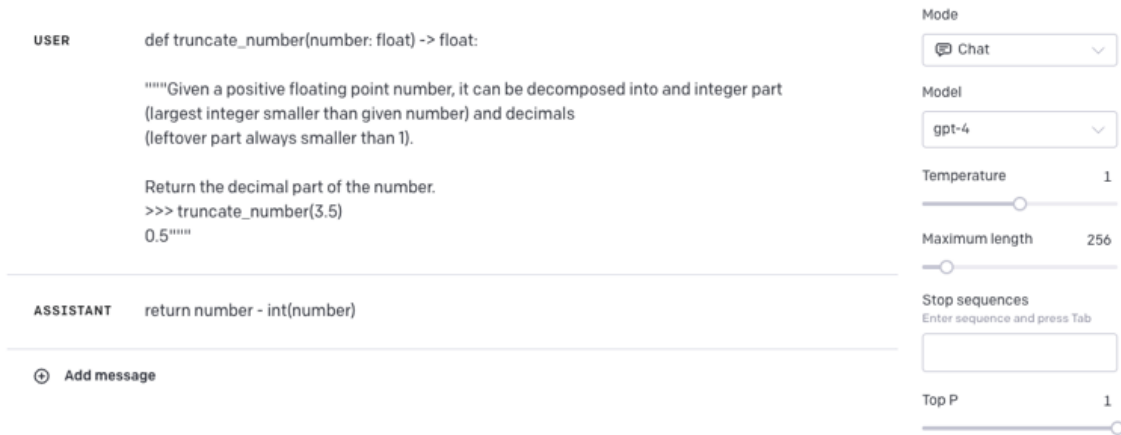 USER
def truncate_number(number: float) -> float:
""""Given a positive floating point number, it can be decomposed into and integer part
(largest integer smaller than given number) and decimals
(leftover part always smaller than 1).
Return the decimal part of the number.
>>> truncate_number(3.5)
0.5""""
ASSISTANT
return number - int(number)
Add message
Mode
Chat
Model
gpt-4
Temperature 1
Maximum length 256
Stop sequences
Enter sequence and press Tab
Top P 1